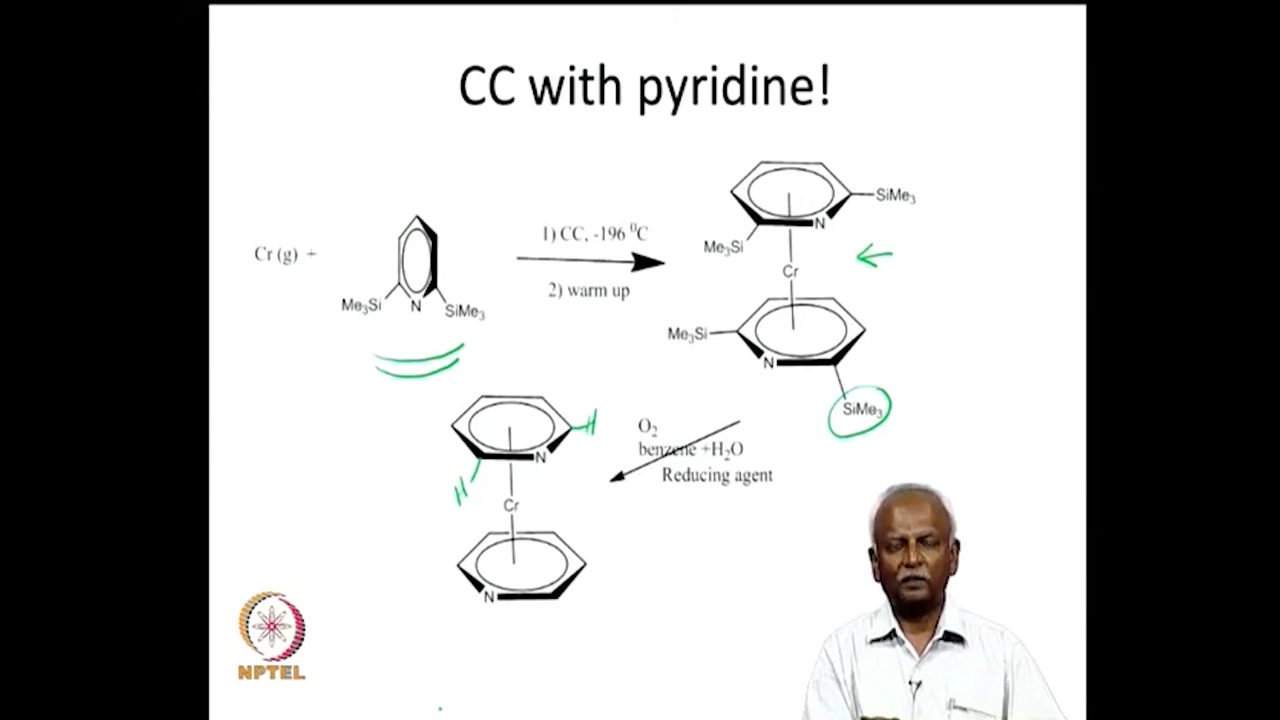 CC with pyridine!
Cr (g) +
Me3Si
N
SiMe3
1) CC, -196 ⁰C
2) warm up
SiMe3
N
Me3Si
Cr
Me3Si
N
SiMe3
H
N
H
Cr
N
O2
benzene +H2O
Reducing agent
NPTEL